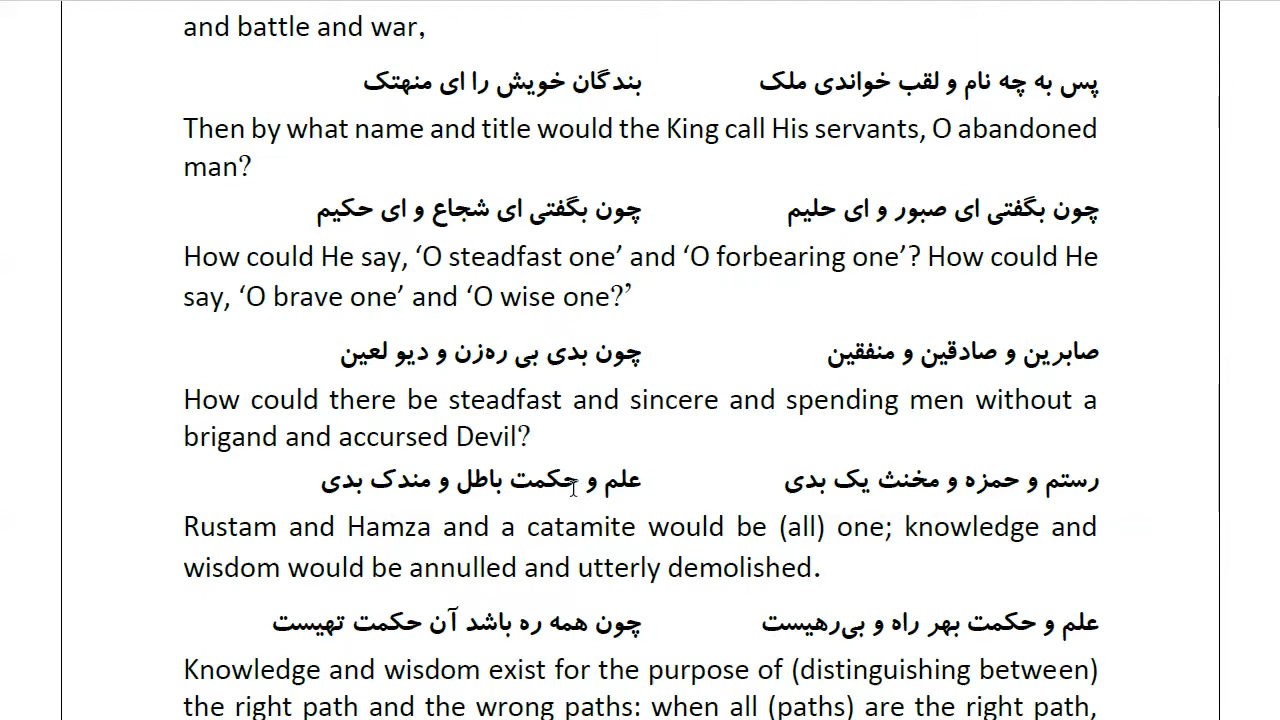 and battle and war,
پس به چه نام و لقب خواندی ملک بندگان خویش را ای منهتک
Then by what name and title would the King call His servants, O abandoned
man?
چون بگفتی ای صبور و ای حلیم چون بگفتی ای شجاع و ای حکیم
How could He say, ‘O steadfast one’ and ‘O forbearing one’? How could He
say, ‘O brave one’ and ‘O wise one?’
صابرین و صادقین و منفقین چون بدی بی ره‌زن و دیو لعین
How could there be steadfast and sincere and spending men without a
brigand and accursed Devil?
رستم و حمزه و مخنث یک بدی علم و حکمت باطل و مندک بدی
Rustam and Hamza and a catamite would be (all) one; knowledge and
wisdom would be annulled and utterly demolished.
علم و حکمت بهر راه و بی‌رهیست چون همه ره باشد آن حکمت تهیست
Knowledge and wisdom exist for the purpose of (distinguishing between)
the right path and the wrong paths: when all (paths) are the right path,